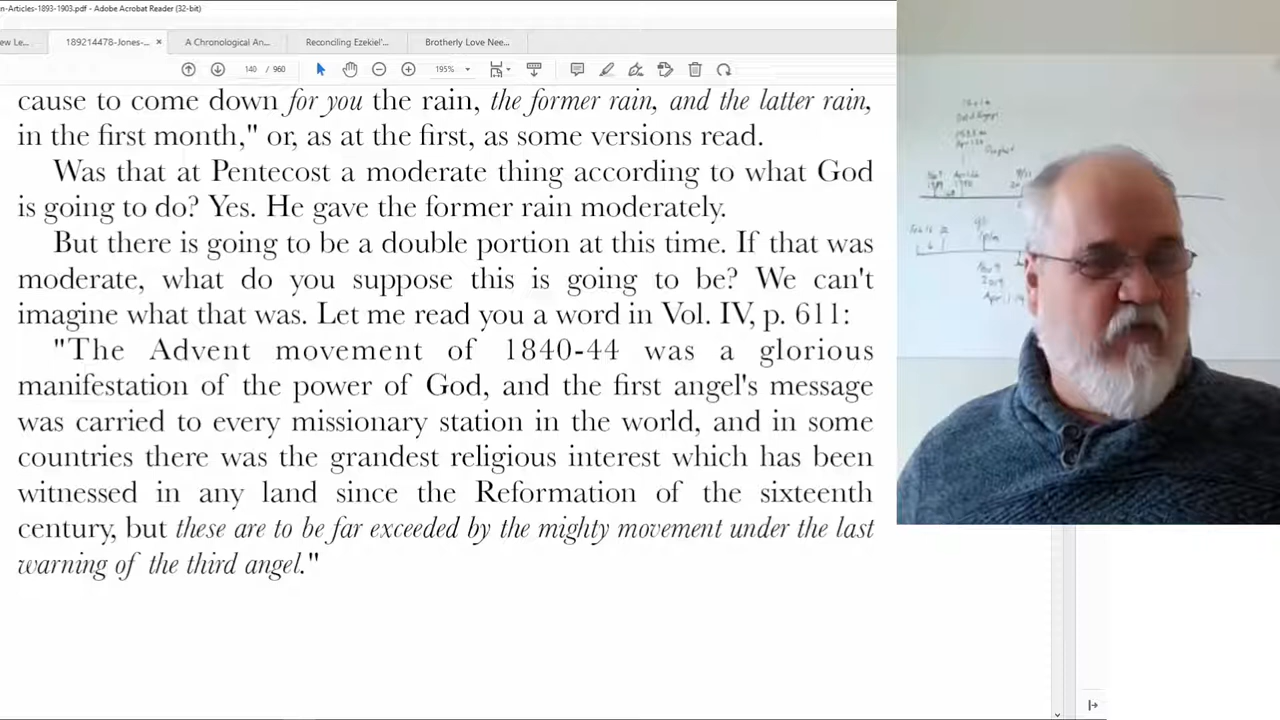 n-Articles-1893-1903.pdf - Adobe Acrobat Reader (32-bit)
ew Le... 189214478-Jones-... × A Chronological An... Reconciling Ezekiel'... Brotherly Love Nee...
140 / 960 195%
cause to come down for you the rain, the former rain, and the latter rain,
in the first month," or, as at the first, as some versions read.
Was that at Pentecost a moderate thing according to what God
is going to do? Yes. He gave the former rain moderately.
But there is going to be a double portion at this time. If that was
moderate, what do you suppose this is going to be? We can't
imagine what that was. Let me read you a word in Vol. IV, p. 611:
"The Advent movement of 1840-44 was a glorious
manifestation of the power of God, and the first angel's message
was carried to every missionary station in the world, and in some
countries there was the grandest religious interest which has been
witnessed in any land since the Reformation of the sixteenth
century, but these are to be far exceeded by the mighty movement under the last
warning of the third angel."